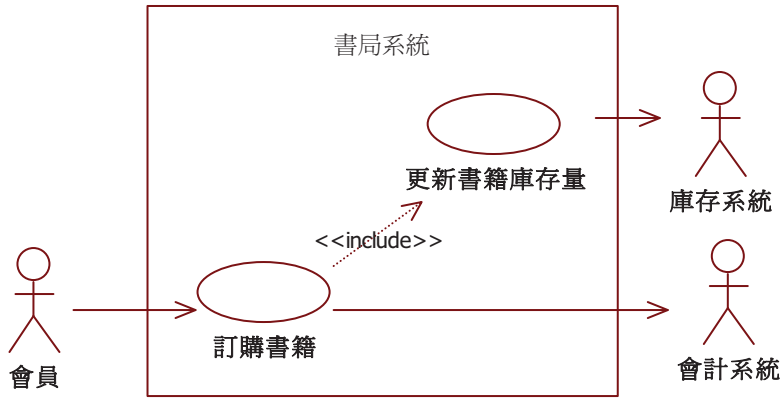 書局系統
更新書籍庫存量
庫存系統
<<include>>
訂購書籍
會計系統
會員